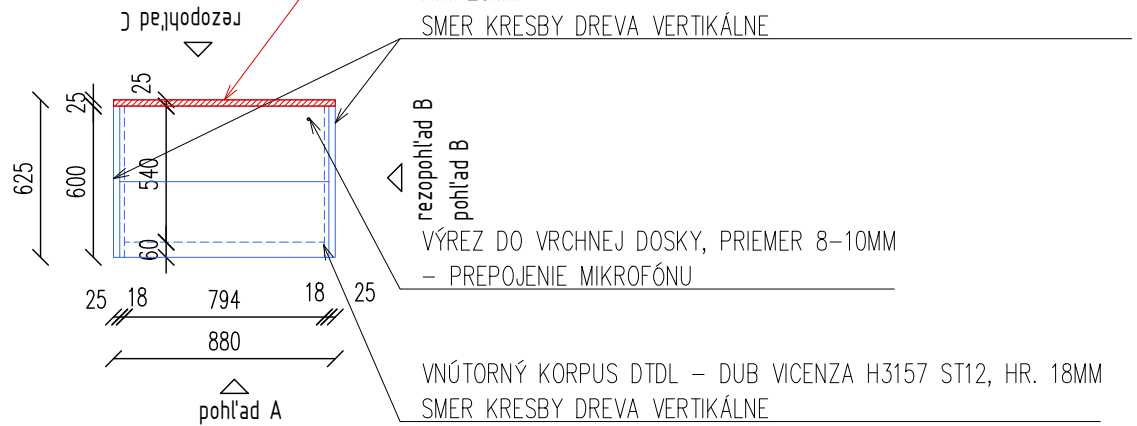 SMER KRESBY DREVA VERTIKÁLNE
rezopohľad C
25
25
625
600
540
60
rezopohľad B
pohľad B
VÝREZ DO VRCHNEJ DOSKY, PRIEMER 8-10MM
- PREPOJENIE MIKROFÓNU
25 18 794 18 25
880
pohľad A
VNÚTORNÝ KORPUS DTDL - DUB VICENZA H3157 ST12, HR. 18MM
SMER KRESBY DREVA VERTIKÁLNE